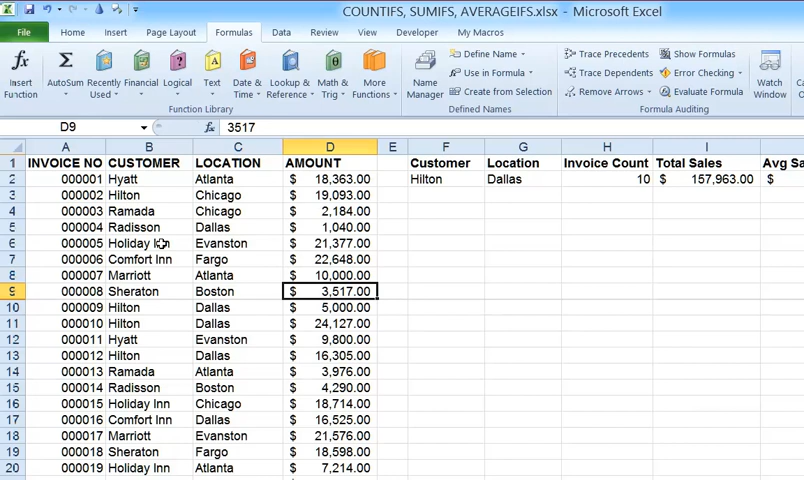 COUNTIFS, SUMIFS, AVERAGEIFS.xlsx - Microsoft Excel
File Home Insert Page Layout Formulas Data Review View Developer My Macros
Insert Function
AutoSum
Recently Used
Financial
Logical
Text
Date & Time
Lookup & Reference
Math & Trig
More Functions
Function Library
Name Manager
Define Name
Use in Formula
Create from Selection
Defined Names
Trace Precedents
Trace Dependents
Remove Arrows
Show Formulas
Error Checking
Evaluate Formula
Formula Auditing
Watch Window
D9 fx 3517
A B C D E F G H I
1 INVOICE NO CUSTOMER LOCATION AMOUNT Customer Location Invoice Count Total Sales Avg Sa
2 000001 Hyatt Atlanta $ 18,363.00 Hilton Dallas 10 $ 157,963.00 $
3 000002 Hilton Chicago $ 19,093.00
4 000003 Ramada Chicago $ 2,184.00
5 000004 Radisson Dallas $ 1,040.00
6 000005 Holiday Inn Evanston $ 21,377.00
7 000006 Comfort Inn Fargo $ 22,648.00
8 000007 Marriott Atlanta $ 10,000.00
9 000008 Sheraton Boston $ 3,517.00
10 000009 Hilton Dallas $ 5,000.00
11 000010 Hilton Dallas $ 24,127.00
12 000011 Hyatt Evanston $ 9,800.00
13 000012 Hilton Dallas $ 16,305.00
14 000013 Ramada Atlanta $ 3,976.00
15 000014 Radisson Boston $ 4,290.00
16 000015 Holiday Inn Chicago $ 18,714.00
17 000016 Comfort Inn Dallas $ 16,525.00
18 000017 Marriott Evanston $ 21,576.00
19 000018 Sheraton Fargo $ 18,598.00
20 000019 Holiday Inn Atlanta $ 7,214.00